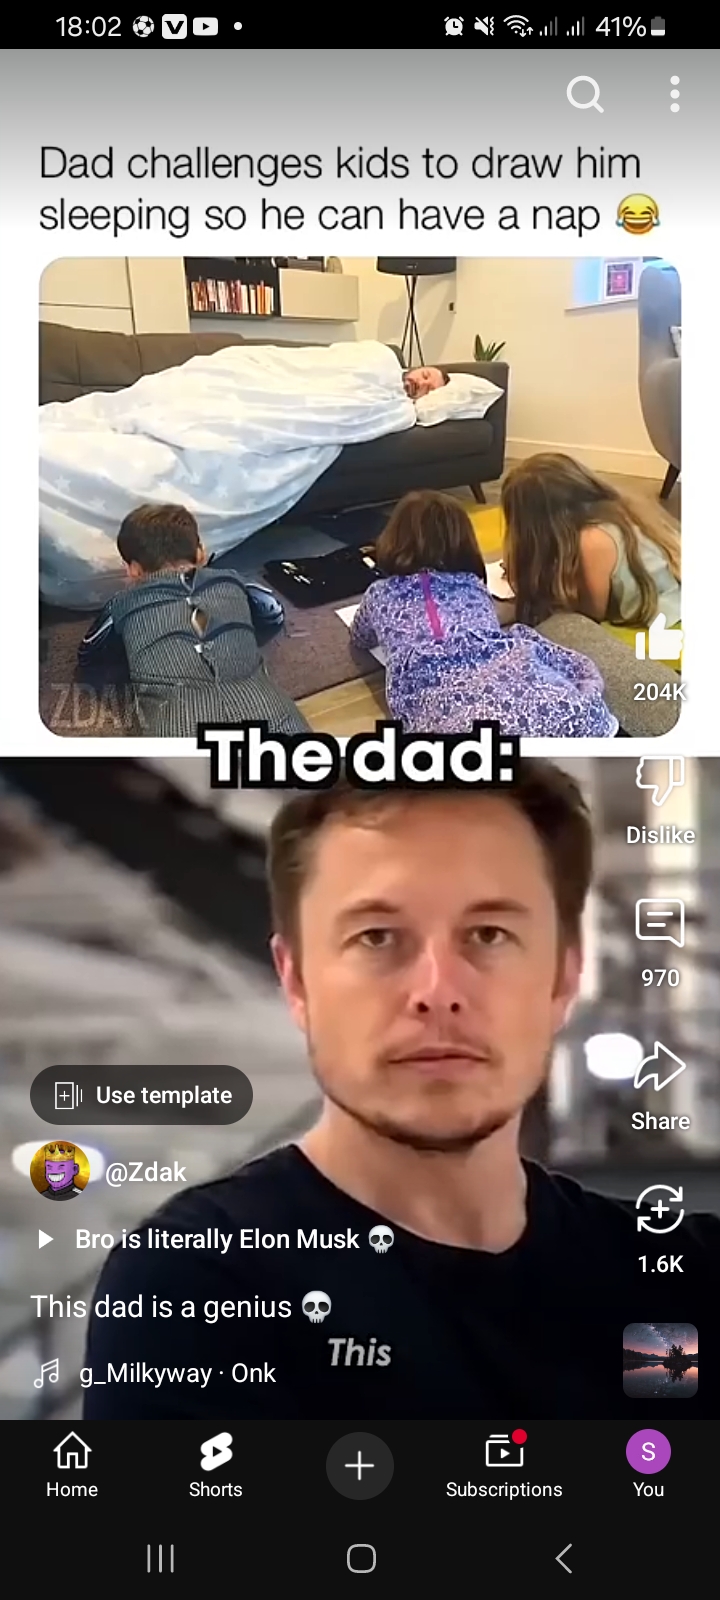 18:02 41%
Dad challenges kids to draw him
sleeping so he can have a nap 😂
ZDAK
204K
The dad:
Dislike
970
Use template
Share
@Zdak
Bro is literally Elon Musk 💀
1.6K
This dad is a genius 💀
This
g_Milkyway · Onk
Home
Shorts
Subscriptions
S
You